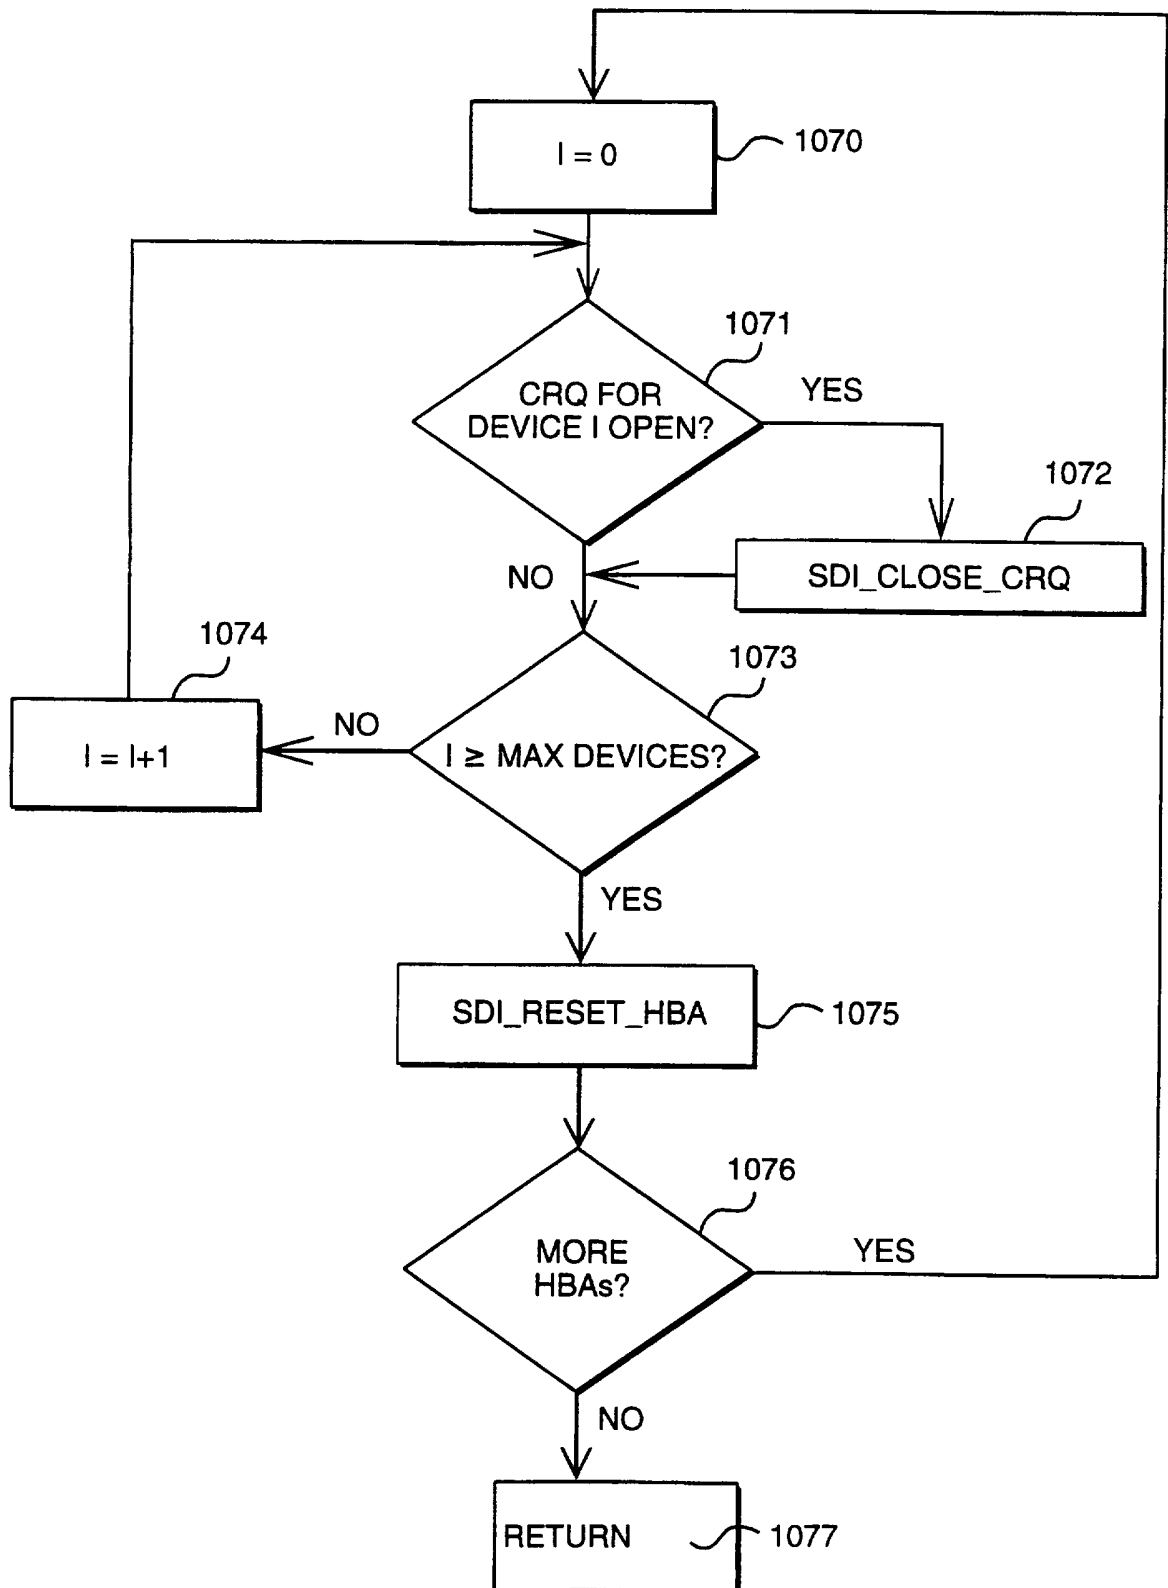 I = 0
1070
1071
CRQ FOR
DEVICE I OPEN?
YES
1072
SDI_CLOSE_CRQ
NO
1074
1073
I = I+1
NO
I ≥ MAX DEVICES?
YES
SDI_RESET_HBA
1075
1076
MORE
HBAs?
YES
NO
RETURN
1077